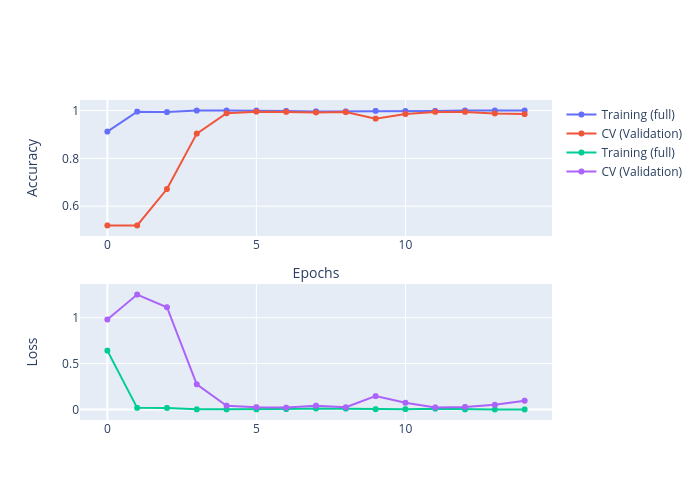 Accuracy
1
0.8
0.6
0 5 10
Epochs
Training (full)
CV (Validation)
Training (full)
CV (Validation)
Loss
1
0.5
0
0 5 10